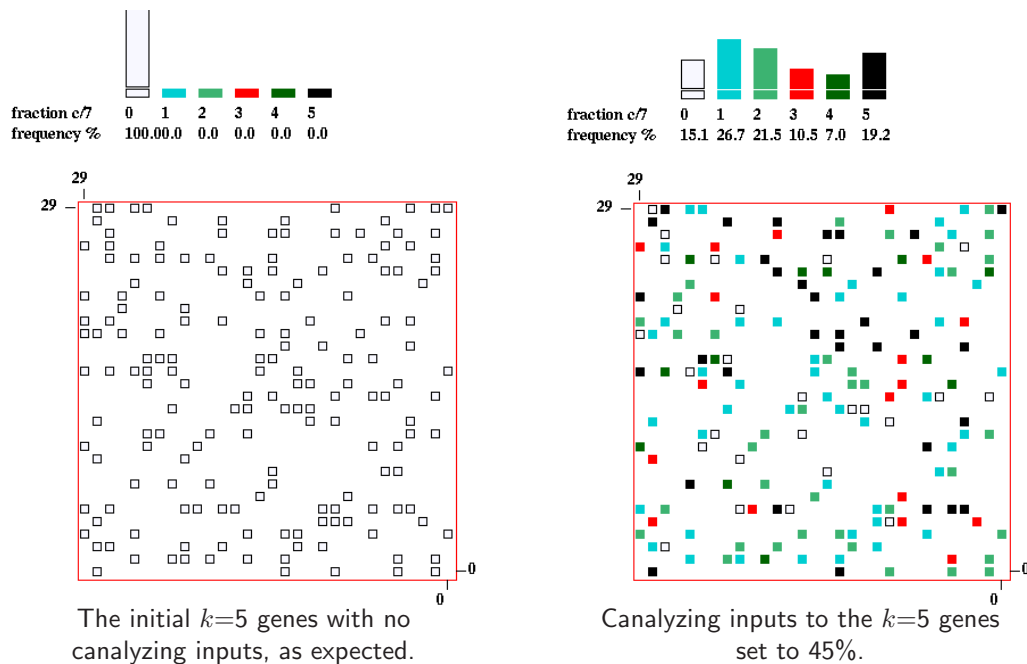 fraction c/7 0 1 2 3 4 5
frequency % 100.00.0 0.0 0.0 0.0 0.0
29
29
0
0
The initial k=5 genes with no
canalyzing inputs, as expected.
fraction c/7 0 1 2 3 4 5
frequency % 15.1 26.7 21.5 10.5 7.0 19.2
29
29
0
0
Canalyzing inputs to the k=5 genes
set to 45%.